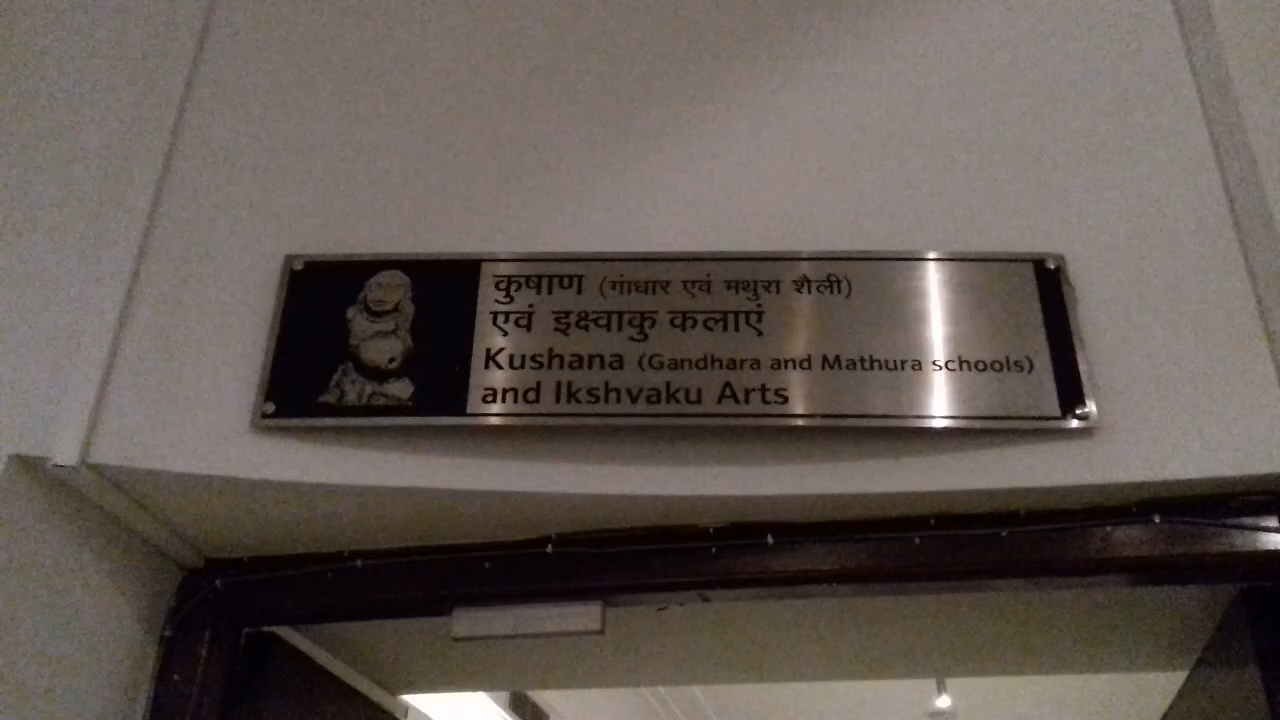 कुषाण (गांधार एवं मथुरा शैली)
एवं इक्ष्वाकु कलाएं
Kushana (Gandhara and Mathura schools)
and Ikshvaku Arts